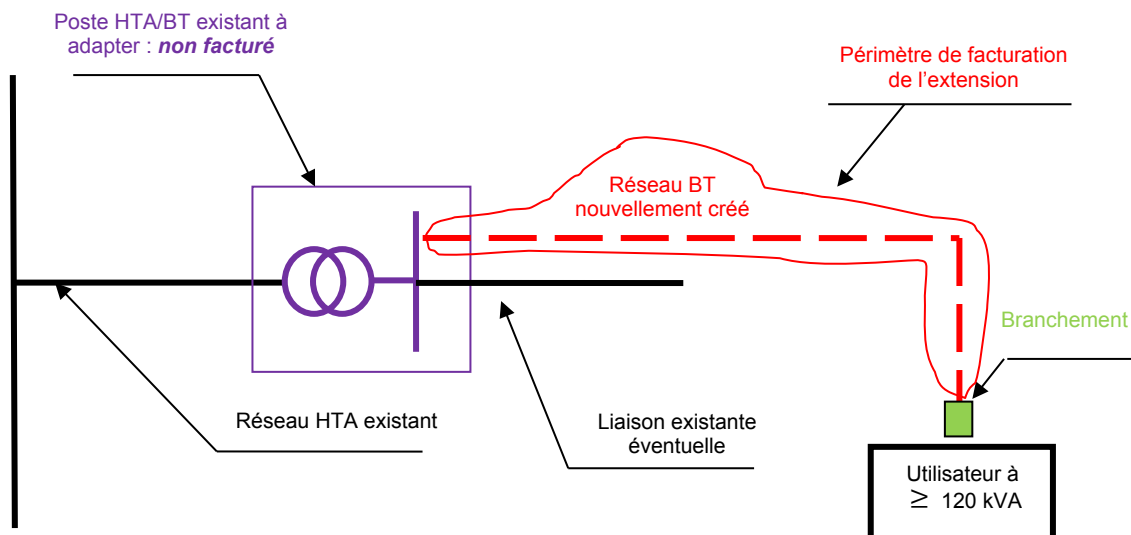 Poste HTA/BT existant à
adapter : non facturé
Périmètre de facturation
de l'extension
Réseau BT
nouvellement créé
Branchement
Réseau HTA existant
Liaison existante
éventuelle
Utilisateur à
≥ 120 kVA